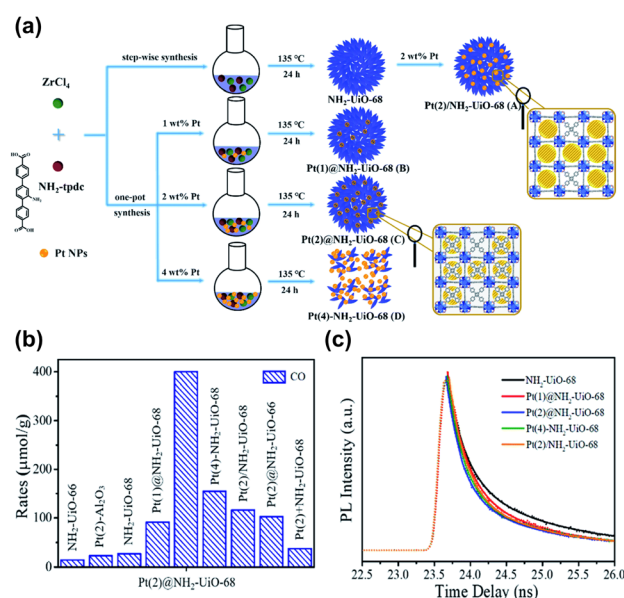 (a)
ZrCl4
+
NH2-tpdc
HO
O
NH2
O
OH
Pt NPs
step-wise synthesis
one-pot
synthesis
1 wt% Pt
2 wt% Pt
4 wt% Pt
135 °C
24 h
NH2-UiO-68
2 wt% Pt
Pt(2)/NH2-UiO-68 (A)
135 °C
24 h
Pt(1)@NH2-UiO-68 (B)
135 °C
24 h
Pt(2)@NH2-UiO-68 (C)
135 °C
24 h
Pt(4)-NH2-UiO-68 (D)
(b)
Rates (μmol/g)
400
300
200
100
0
CO
NH2-UiO-66
Pt(2)-Al2O3
NH2-UiO-68
Pt(1)@NH2-UiO-68
Pt(4)-NH2-UiO-68
Pt(2)/NH2-UiO-68
Pt(2)@NH2-UiO-66
Pt(2)+NH2-UiO-68
Pt(2)@NH2-UiO-68
(c)
PL Intensity (a.u.)
NH2-UiO-68
Pt(1)@NH2-UiO-68
Pt(2)@NH2-UiO-68
Pt(4)-NH2-UiO-68
Pt(2)/NH2-UiO-68
22.5 23.0 23.5 24.0 24.5 25.0 25.5 26.0
Time Delay (ns)